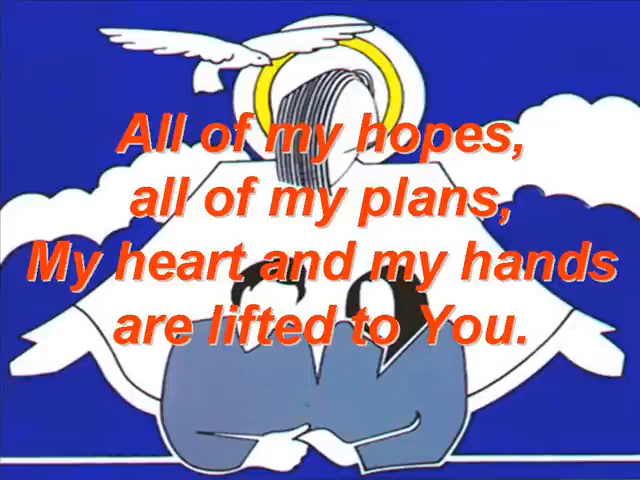 All of my hopes,
all of my plans,
My heart and my hands
are lifted to You.